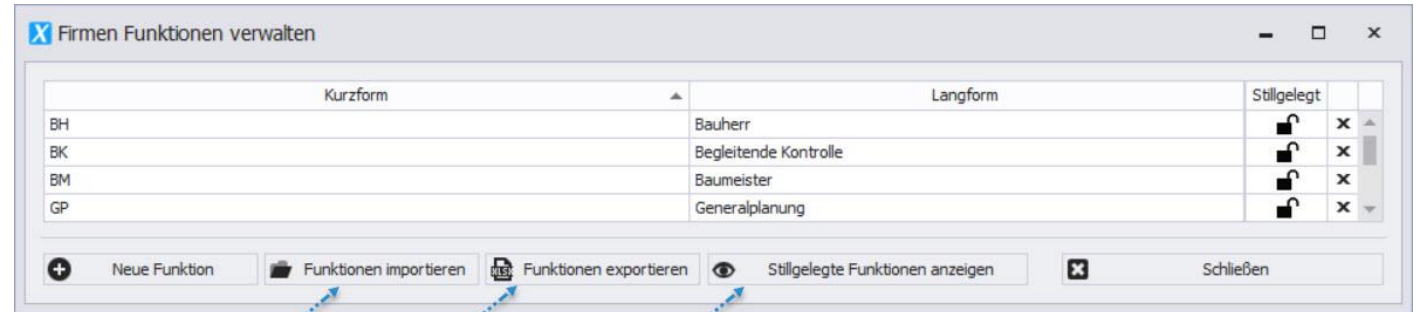 X Firmen Funktionen verwalten
Kurzform Langform Stillgelegt
BH Bauherr
BK Begleitende Kontrolle
BM Baumeister
GP Generalplanung
Neue Funktion Funktionen importieren XLSX Funktionen exportieren Stillgelegte Funktionen anzeigen Schließen